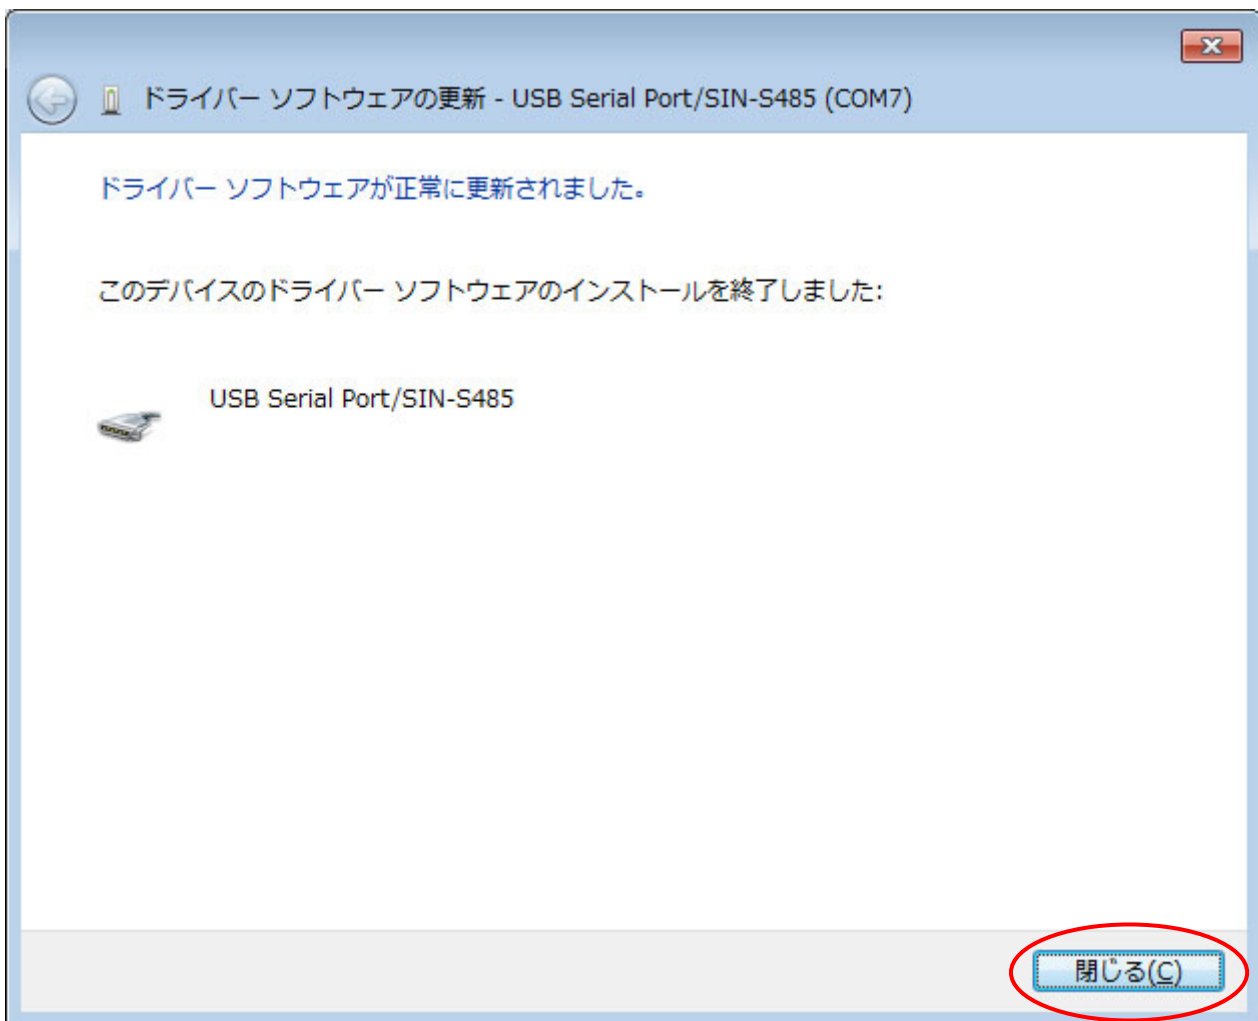 ドライバー ソフトウェアの更新 - USB Serial Port/SIN-S485 (COM7)
ドライバー ソフトウェアが正常に更新されました。
このデバイスのドライバー ソフトウェアのインストールを終了しました:
USB Serial Port/SIN-S485
閉じる(C)